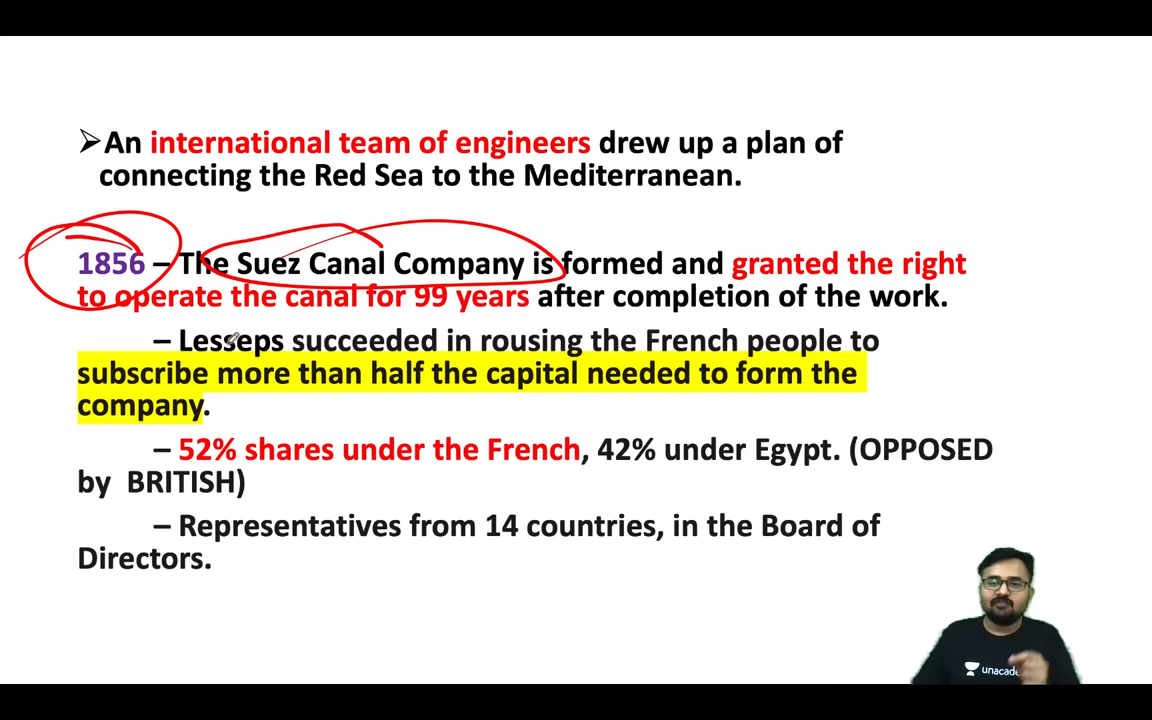 An international team of engineers drew up a plan of
connecting the Red Sea to the Mediterranean.
1856 – The Suez Canal Company is formed and granted the right
to operate the canal for 99 years after completion of the work.
– Lesseps succeeded in rousing the French people to
subscribe more than half the capital needed to form the
company.
– 52% shares under the French, 42% under Egypt. (OPPOSED
by BRITISH)
– Representatives from 14 countries, in the Board of
Directors.
unacade